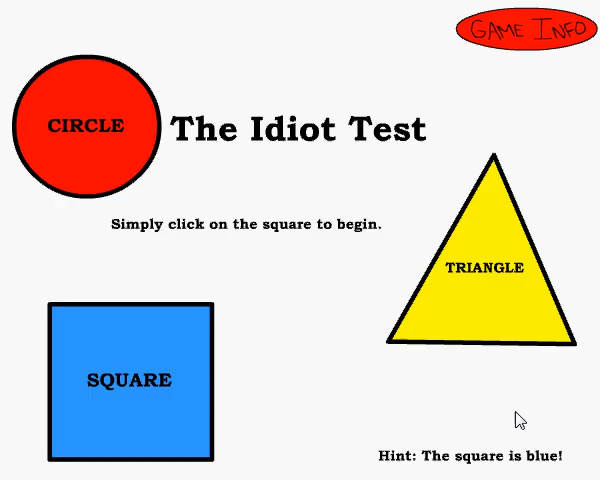 GAME INFO
CIRCLE
The Idiot Test
Simply click on the square to begin.
TRIANGLE
SQUARE
Hint: The square is blue!